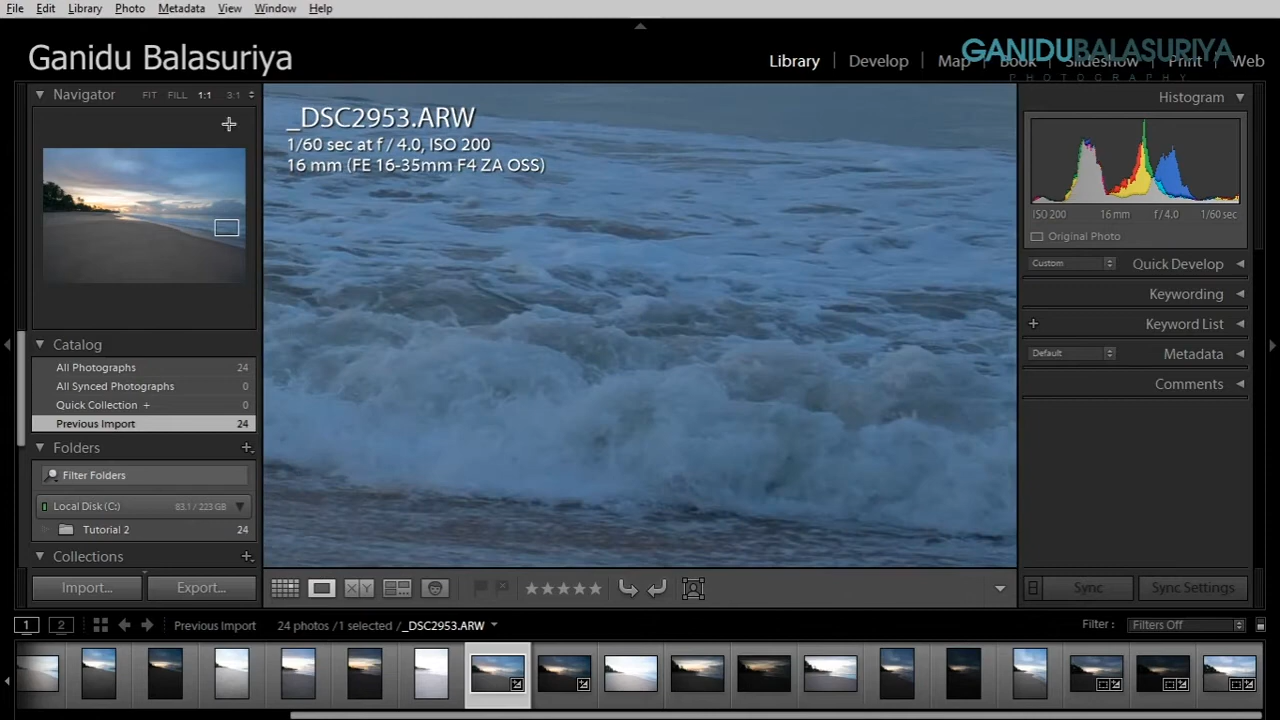 File Edit Photo Metadata View Window Help
Ganidu Balasuriya
Library | Develop | Map | Book | Slideshow | Print | Web
GANIDUBALASURIYA
PHOTOGRAPHY
Navigator FIT FILL 1:1 3:1
_DSC2953.ARW
1/60 sec at f / 4.0, ISO 200
16 mm (FE 16-35mm F4 ZA OSS)
Catalog
All Photographs 24
All Synced Photographs 0
Quick Collection + 0
Previous Import 24
Folders +
Filter Folders
Local Disk (C:) 83.1 / 223 GB
Tutorial 2 24
Collections +
Import... Export...
Histogram
ISO 200 16 mm f / 4.0 1/60 sec
Original Photo
Custom Quick Develop
Keywording
+ Keyword List
Default Metadata
Comments
XY
Sync Sync Settings
1 2 Previous Import 24 photos / 1 selected / _DSC2953.ARW Filter : Filters Off